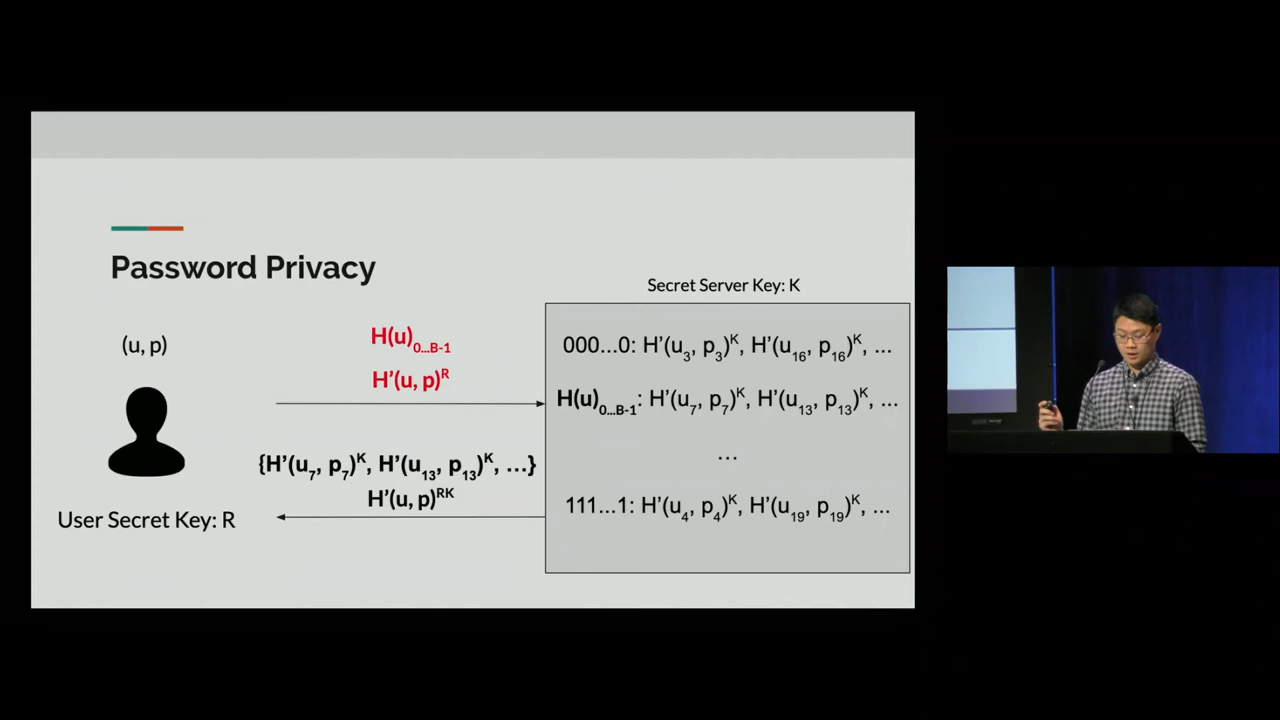 Password Privacy
Secret Server Key: K
(u, p)
H(u)0...B-1
H’(u, p)^R
000...0: H’(u3, p3)^K, H’(u16, p16)^K, ...
H(u)0...B-1: H’(u7, p7)^K, H’(u13, p13)^K, ...
...
{H’(u7, p7)^K, H’(u13, p13)^K, ...}
H’(u, p)^RK
111...1: H’(u4, p4)^K, H’(u19, p19)^K, ...
User Secret Key: R